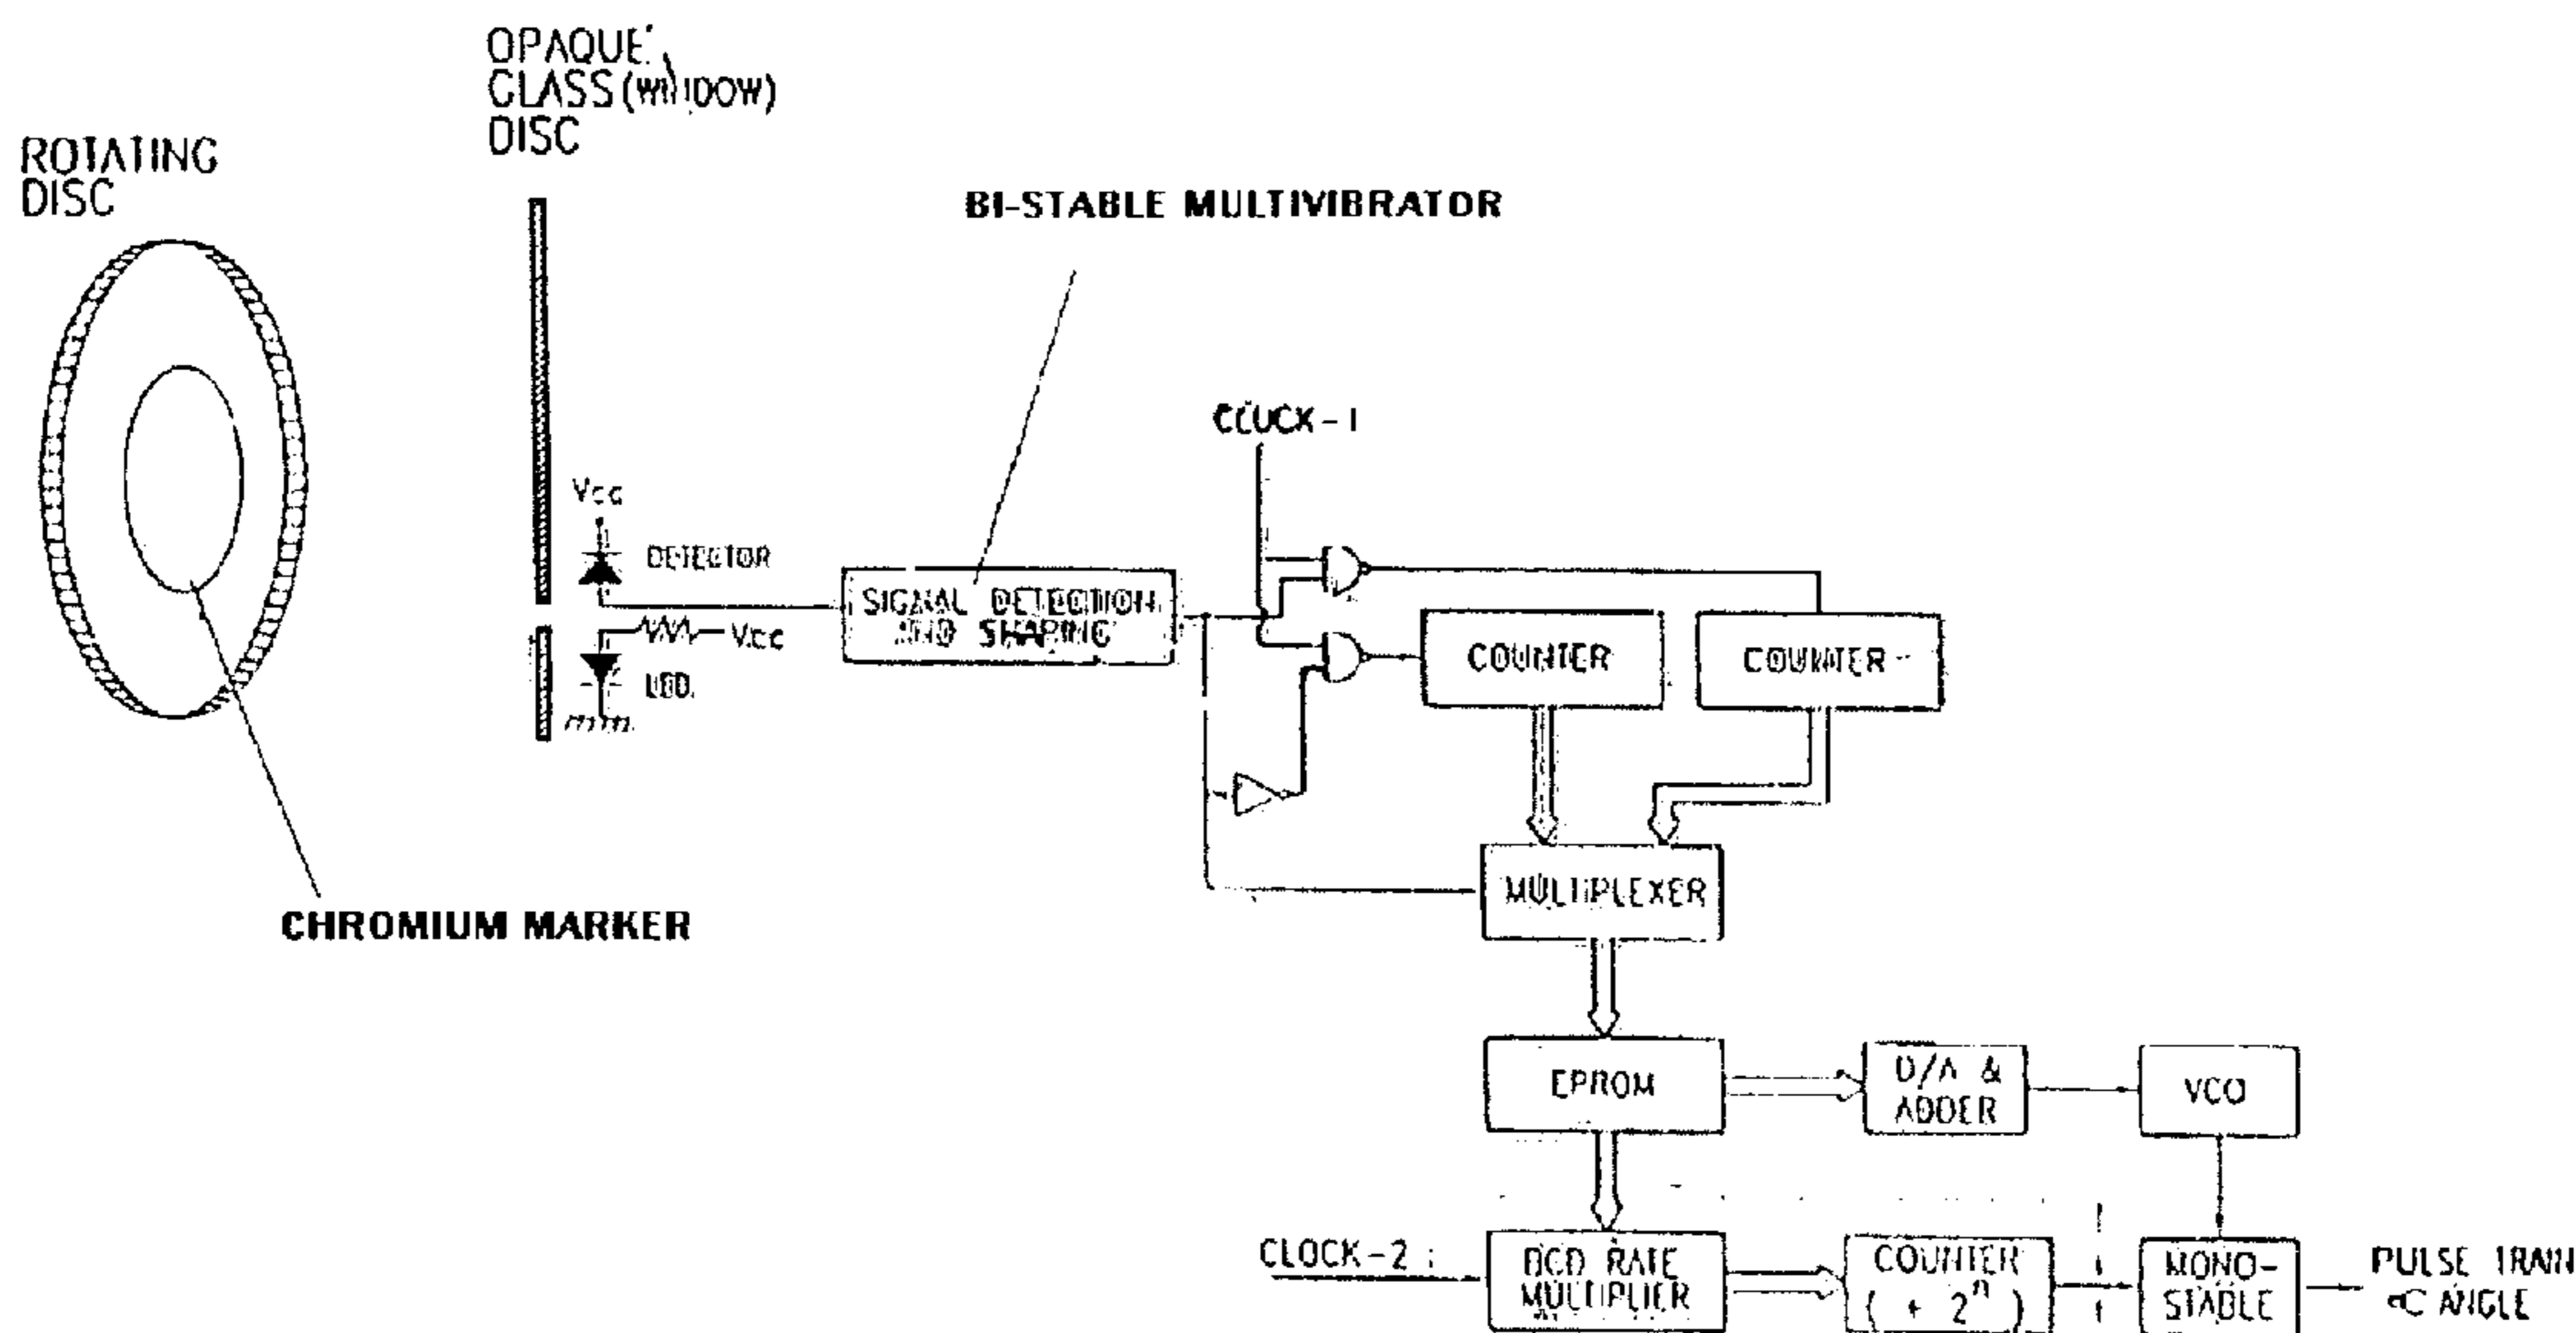 OPAQUE
GLASS (WINDOW)
DISC
ROTATING
DISC
BI-STABLE MULTIVIBRATOR
CLOCK-1
Vcc
DETECTOR
SIGNAL DETECTION
AND SHAPING
Vcc
LED.
COUNTER
COUNTER
MULTIPLEXER
CHROMIUM MARKER
EPROM
D/A &
ADDER
VCO
CLOCK-2
BCD RATE
MULTIPLIER
COUNTER
( ÷ 2ⁿ )
MONO-
STABLE
PULSE TRAIN
∝ ANGLE